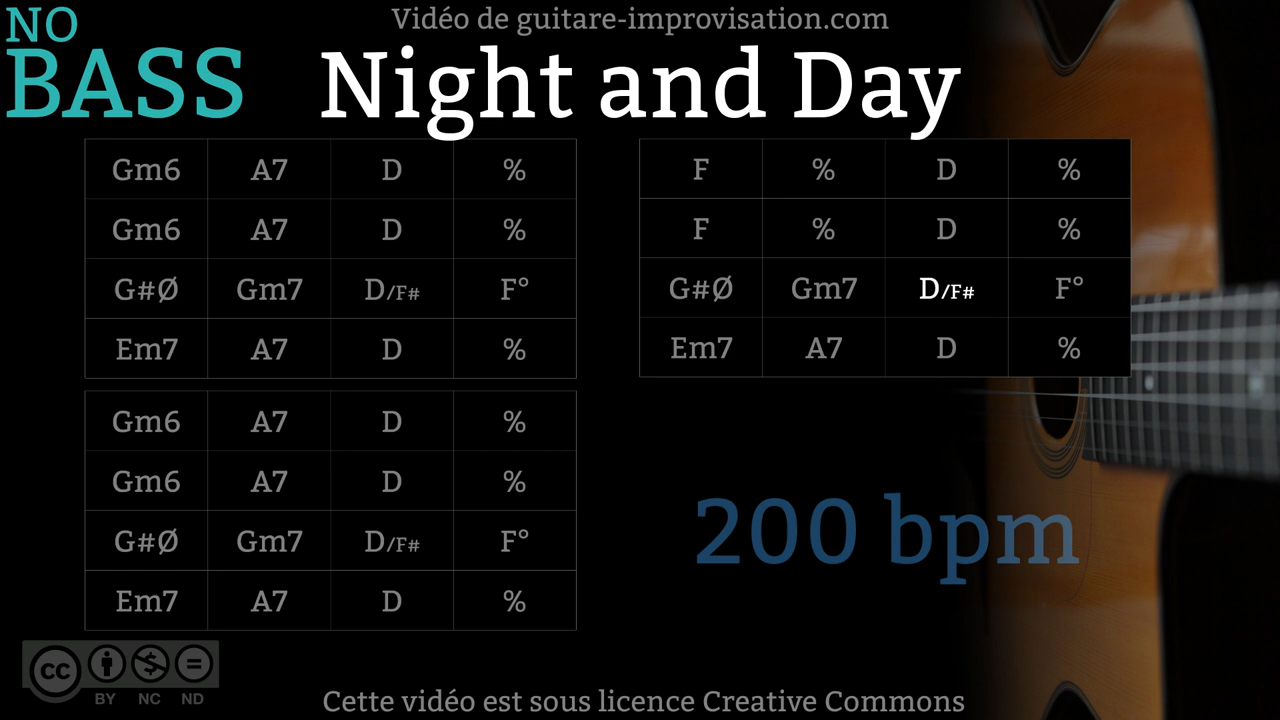 Vidéo de guitare-improvisation.com
NO
BASS
Night and Day
Gm6 A7 D %
Gm6 A7 D %
G#Ø Gm7 D/F# F°
Em7 A7 D %
Gm6 A7 D %
Gm6 A7 D %
G#Ø Gm7 D/F# F°
Em7 A7 D %
F % D %
F % D %
G#Ø Gm7 D/F# F°
Em7 A7 D %
200 bpm
cc
BY NC ND
Cette vidéo est sous licence Creative Commons